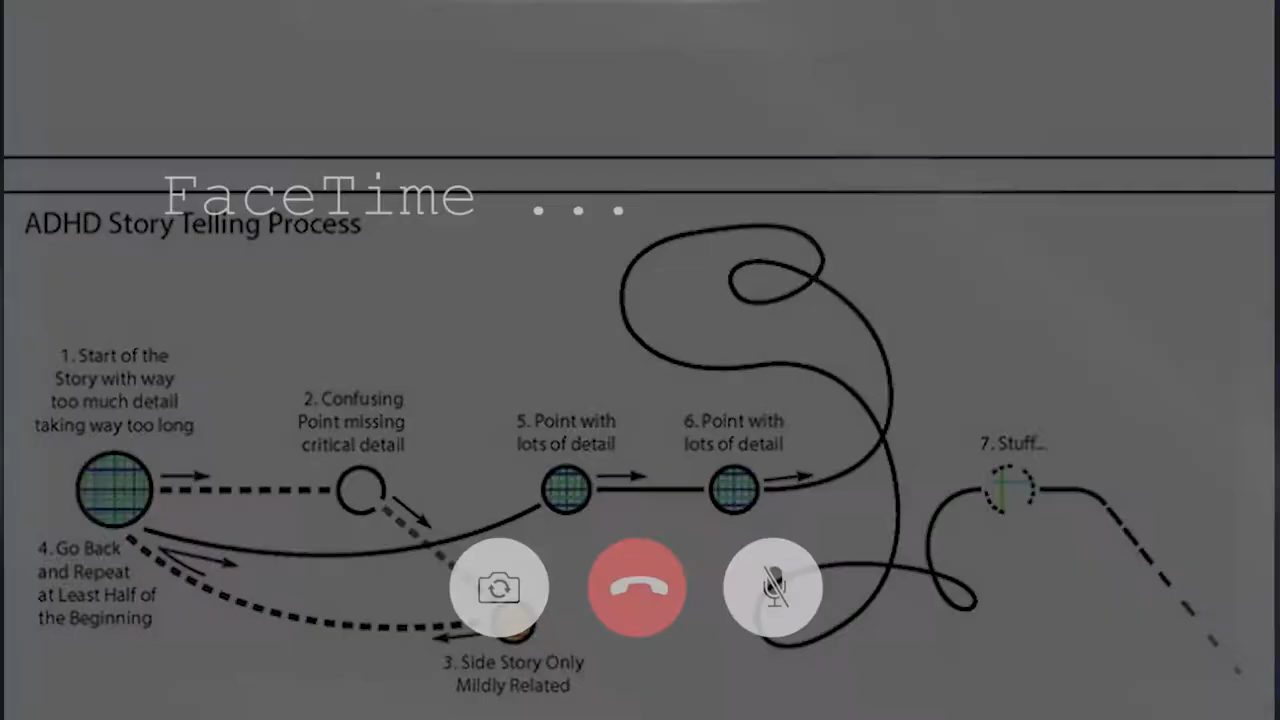 FaceTime ...
ADHD Story Telling Process
1. Start of the
Story with way
too much detail
taking way too long
2. Confusing
Point missing
critical detail
5. Point with
lots of detail
6. Point with
lots of detail
7. Stuff...
4. Go Back
and Repeat
at Least Half of
the Beginning
3. Side Story Only
Mildly Related